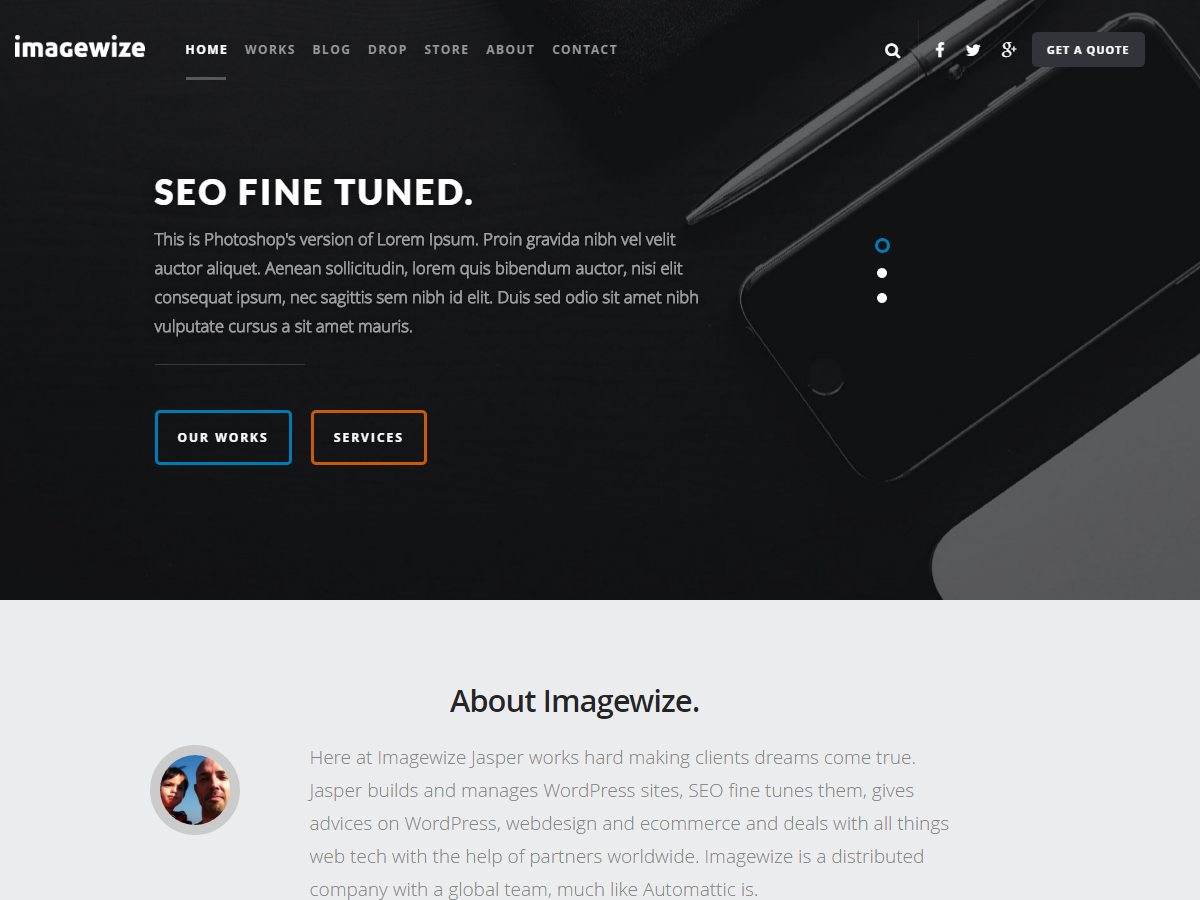 imagewize
HOME WORKS BLOG DROP STORE ABOUT CONTACT
GET A QUOTE
SEO FINE TUNED.
This is Photoshop's version of Lorem Ipsum. Proin gravida nibh vel velit
auctor aliquet. Aenean sollicitudin, lorem quis bibendum auctor, nisi elit
consequat ipsum, nec sagittis sem nibh id elit. Duis sed odio sit amet nibh
vulputate cursus a sit amet mauris.
OUR WORKS
SERVICES
About Imagewize.
Here at Imagewize Jasper works hard making clients dreams come true.
Jasper builds and manages WordPress sites, SEO fine tunes them, gives
advices on WordPress, webdesign and ecommerce and deals with all things
web tech with the help of partners worldwide. Imagewize is a distributed
company with a global team, much like Automattic is.